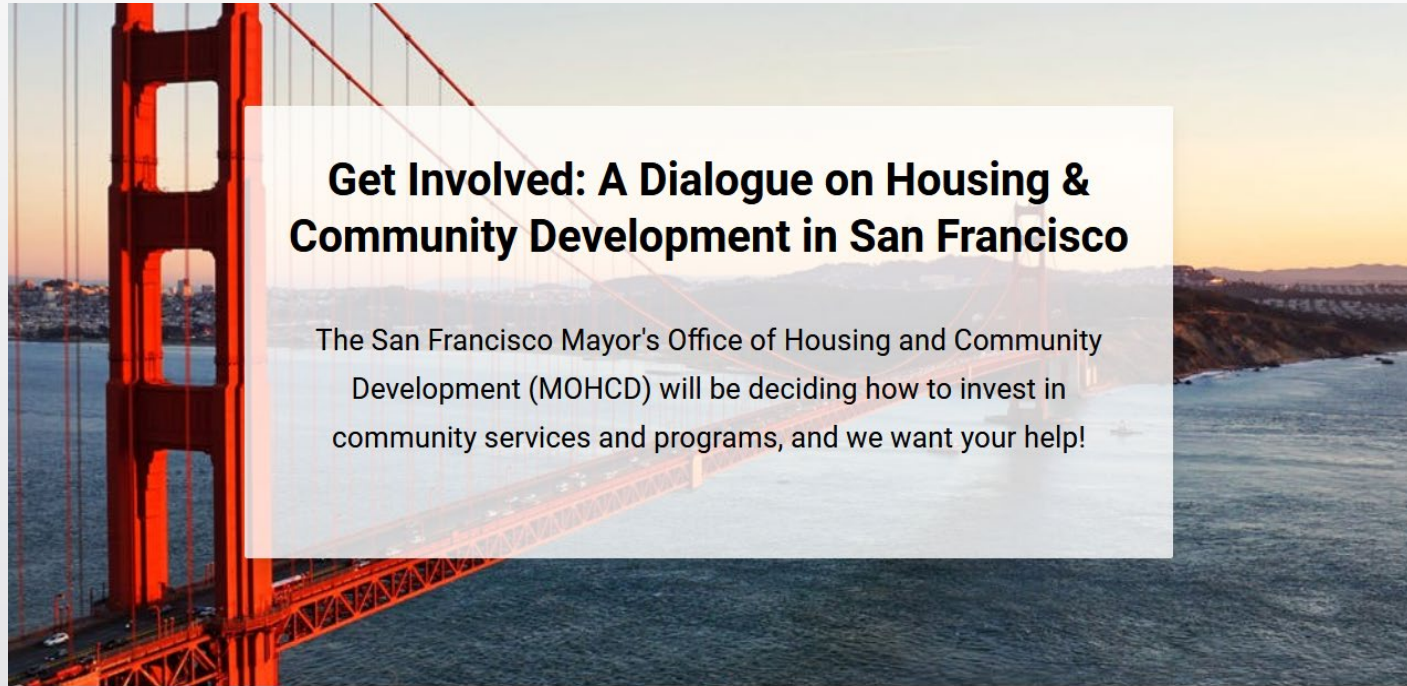 Get Involved: A Dialogue on Housing &
Community Development in San Francisco
The San Francisco Mayor's Office of Housing and Community
Development (MOHCD) will be deciding how to invest in
community services and programs, and we want your help!